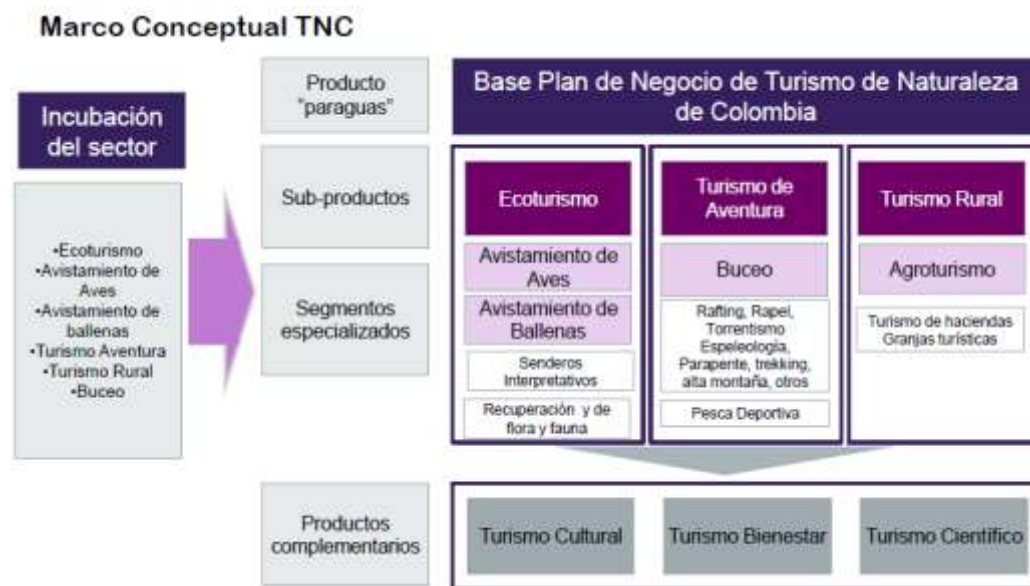 Marco Conceptual TNC
Incubación
del sector
•Ecoturismo
•Avistamiento de
Aves
•Avistamiento de
ballenas
•Turismo Aventura
•Turismo Rural
•Buceo
Producto
"paraguas"
Base Plan de Negocio de Turismo de Naturaleza
de Colombia
Sub-productos
Ecoturismo
Turismo de
Aventura
Turismo Rural
Segmentos
especializados
Avistamiento de
Aves
Avistamiento de
Ballenas
Senderos
Interpretativos
Recuperación y de
flora y fauna
Buceo
Rafting, Rapel,
Torrentismo
Espeleología,
Parapente, trekking,
alta montaña, otros
Pesca Deportiva
Agroturismo
Turismo de haciendas
Granjas turísticas
Productos
complementarios
Turismo Cultural
Turismo Bienestar
Turismo Científico